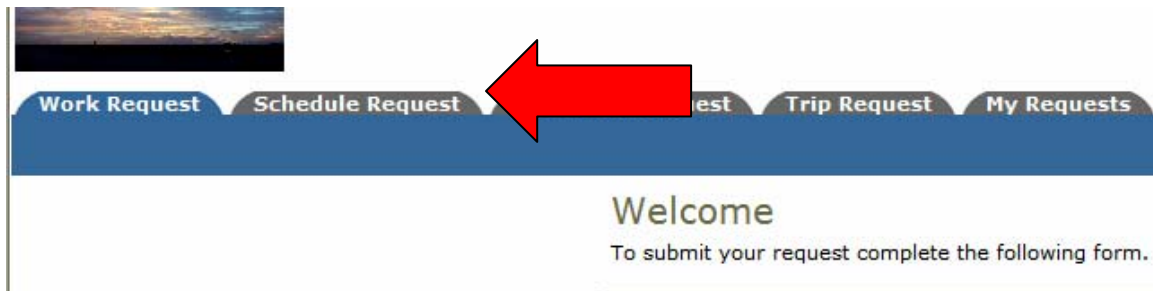 Work Request Schedule Request Trip Request My Requests
Welcome
To submit your request complete the following form.